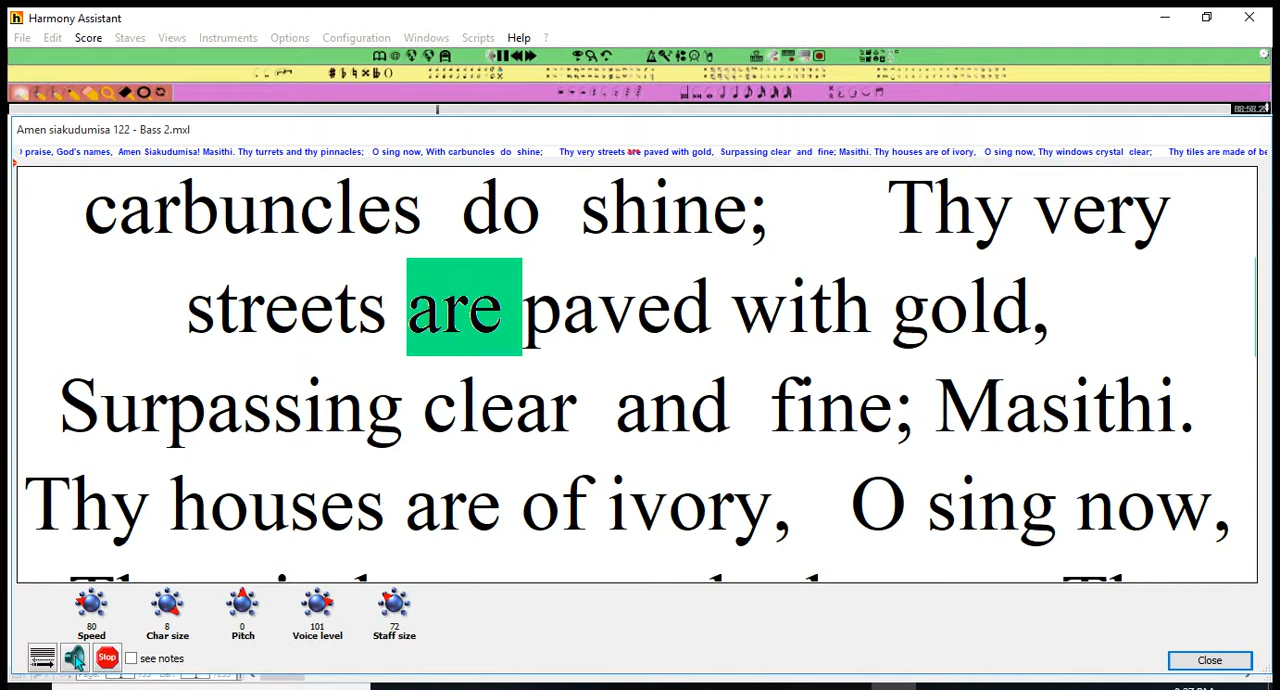 Harmony Assistant
File Edit Score Staves Views Instruments Options Configuration Windows Scripts Help ?
Amen siakudumisa 122 - Bass 2.mxl
praise, God's names, Amen Siakudumisa! Masithi. Thy turrets and thy pinnacles; O sing now, With carbuncles do shine; Thy very streets are paved with gold, Surpassing clear and fine; Masithi. Thy houses are of ivory, O sing now, Thy windows crystal clear; Thy tiles are made of be
carbuncles do shine; Thy very
streets are paved with gold,
Surpassing clear and fine; Masithi.
Thy houses are of ivory, O sing now,
80 8 0 101 72
Speed Char size Pitch Voice level Staff size
Stop see notes Close